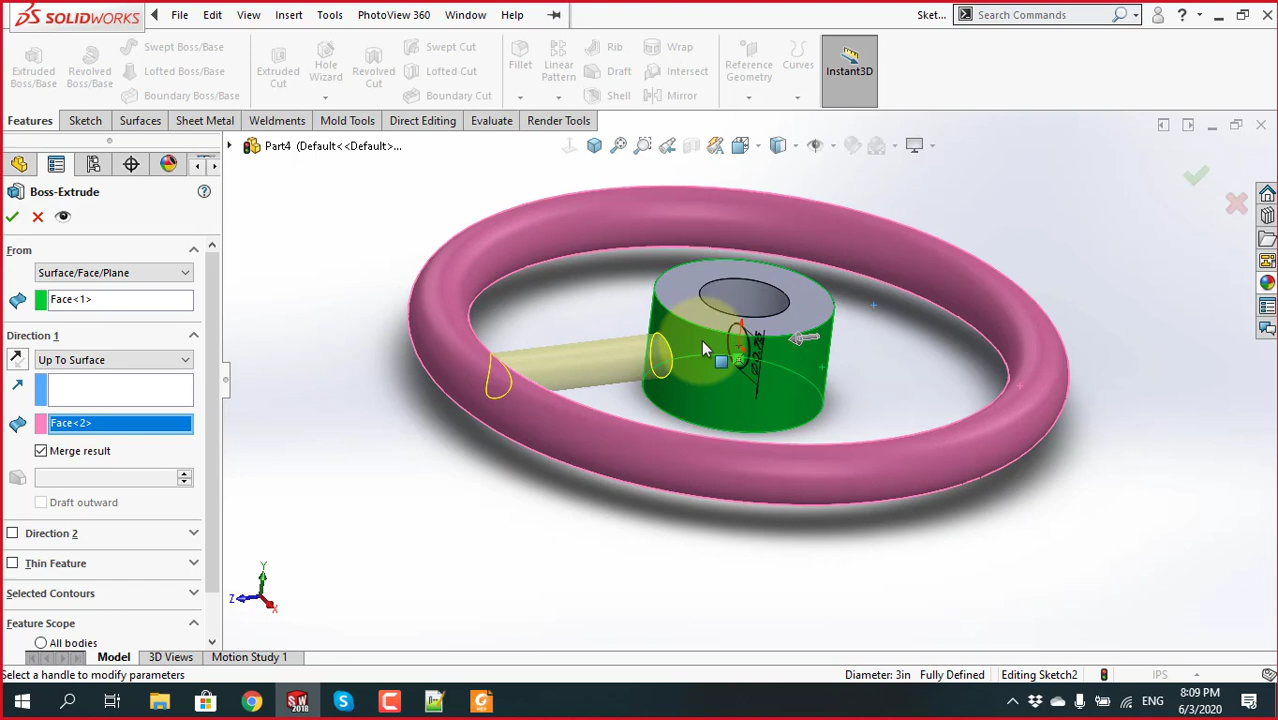 SOLIDWORKS
File
Edit
View
Insert
Tools
PhotoView 360
Window
Help
Sket...
Search Commands
?
Extruded Boss/Base
Revolved Boss/Base
Swept Boss/Base
Lofted Boss/Base
Boundary Boss/Base
Extruded Cut
Hole Wizard
Revolved Cut
Swept Cut
Lofted Cut
Boundary Cut
Fillet
Linear Pattern
Rib
Draft
Shell
Wrap
Intersect
Mirror
Reference Geometry
Curves
Instant3D
Features
Sketch
Surfaces
Sheet Metal
Weldments
Mold Tools
Direct Editing
Evaluate
Render Tools
Part4 (Default<<Default>...
Boss-Extrude
From
Surface/Face/Plane
Face<1>
Direction 1
Up To Surface
Face<2>
Merge result
Draft outward
Direction 2
Thin Feature
Selected Contours
Feature Scope
All bodies
Y
Z
X
Model
3D Views
Motion Study 1
Select a handle to modify parameters
Diameter: 3in
Fully Defined
Editing Sketch2
IPS
SW
2018
ENG
8:09 PM
6/3/2020